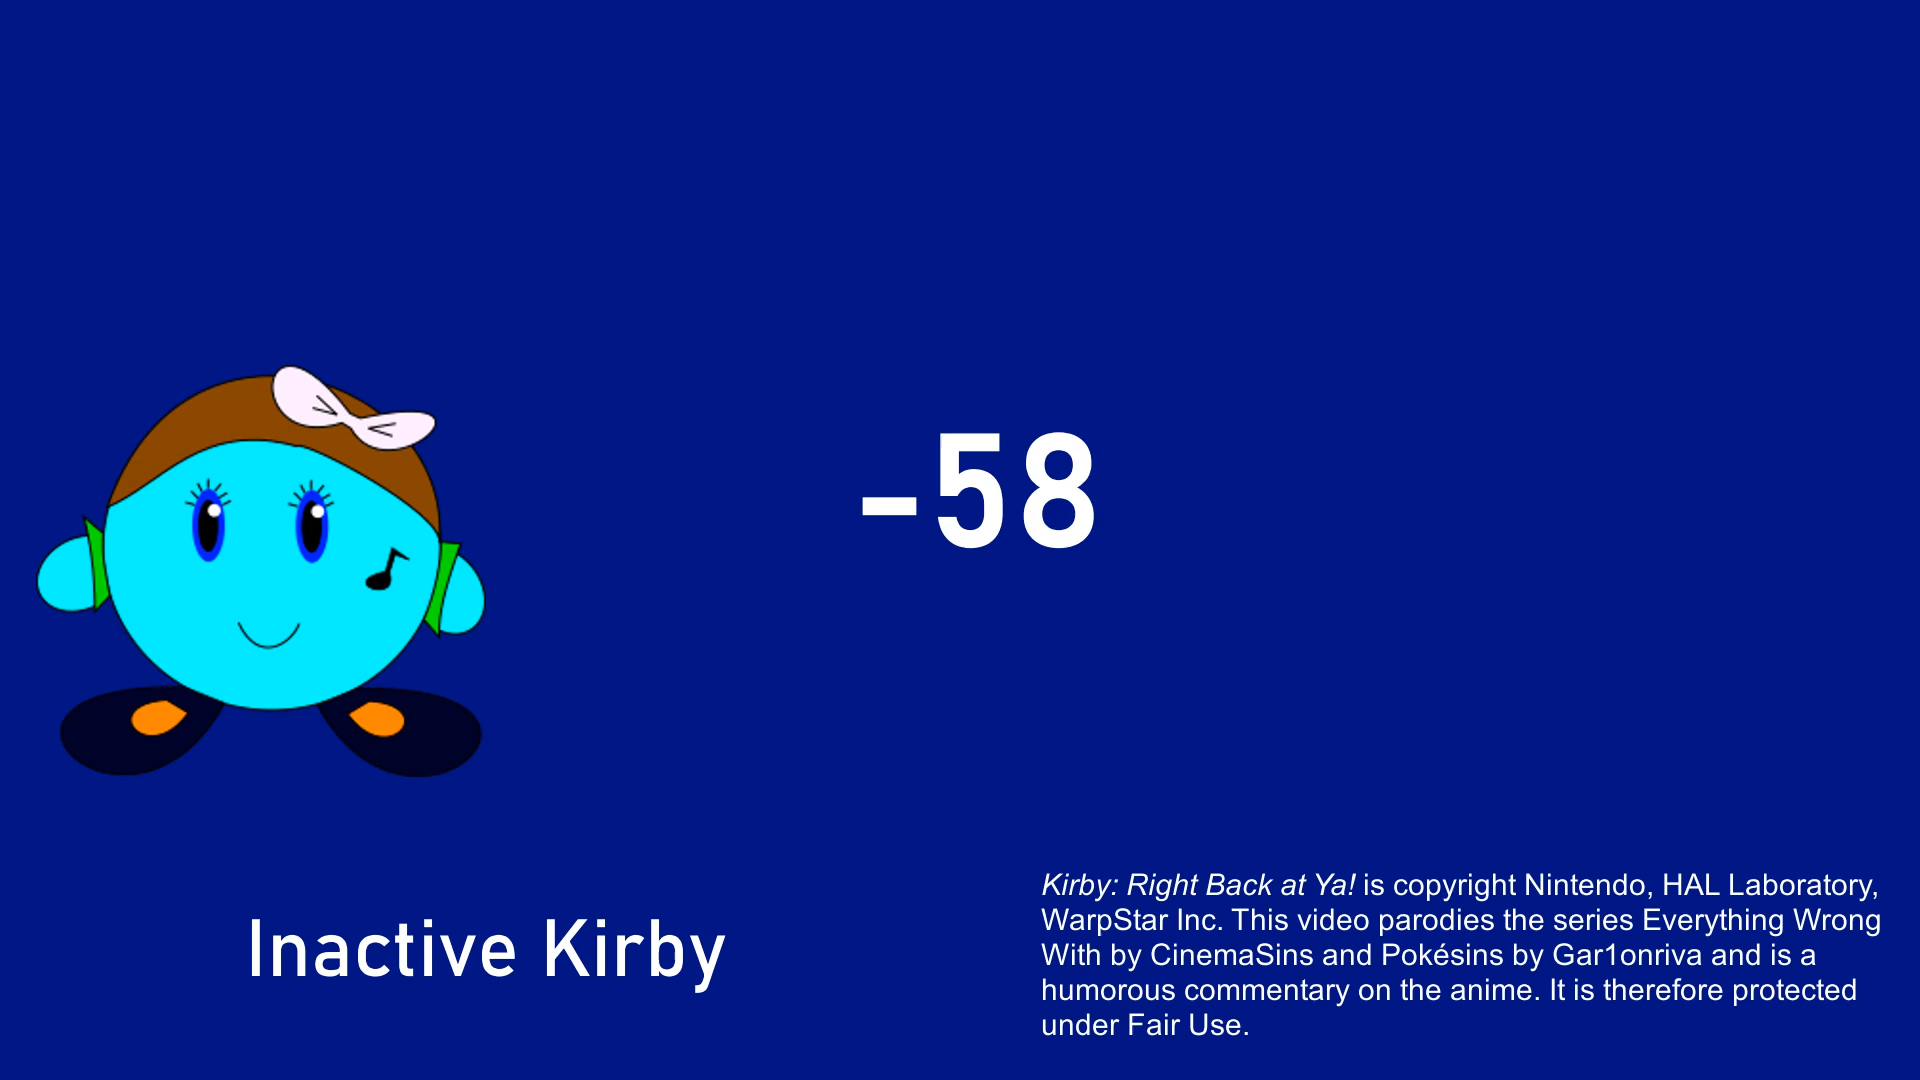 -58
Inactive Kirby
Kirby: Right Back at Ya! is copyright Nintendo, HAL Laboratory,
WarpStar Inc. This video parodies the series Everything Wrong
With by CinemaSins and Pokésins by Gar1onriva and is a
humorous commentary on the anime. It is therefore protected
under Fair Use.